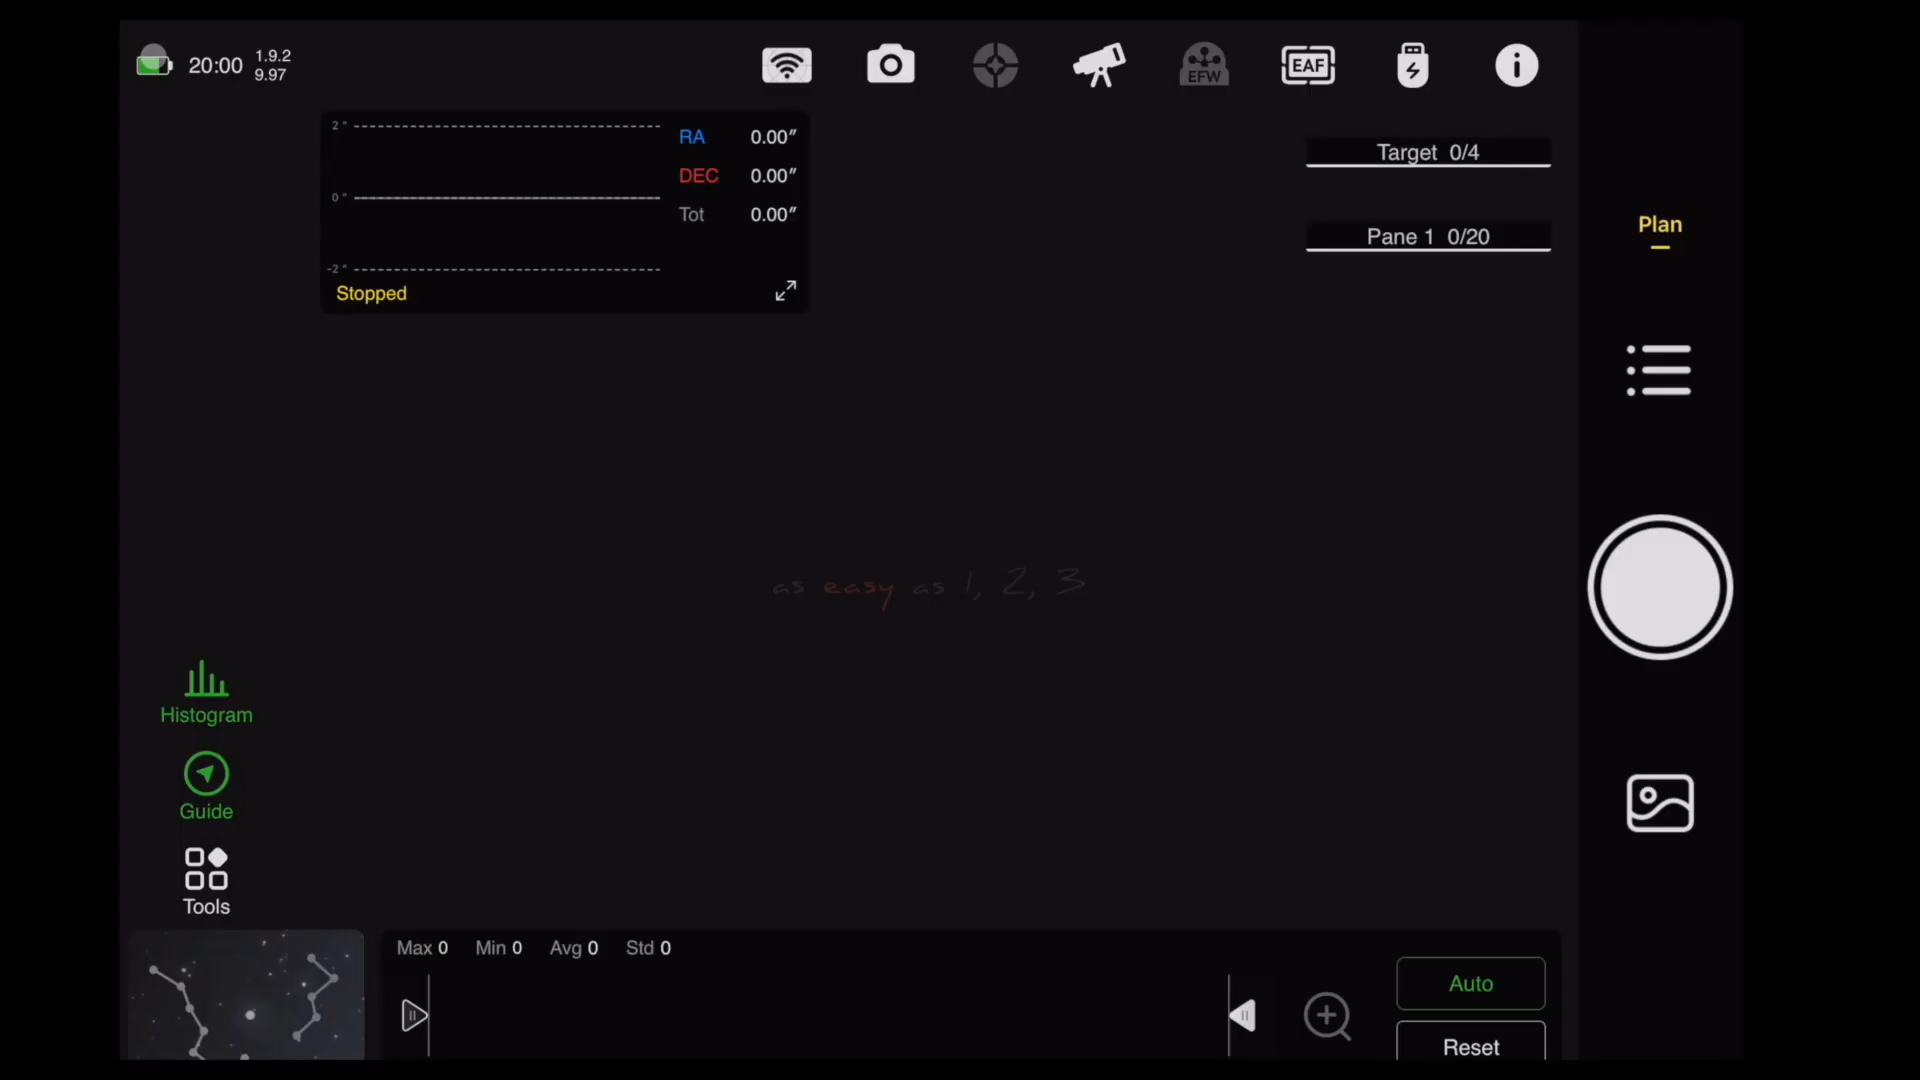 20:00
1.9.2
9.97
EFW
EAF
2"
0"
-2"
RA 0.00"
DEC 0.00"
Tot 0.00"
Stopped
Target 0/4
Pane 1 0/20
Plan
as easy as 1, 2, 3
Histogram
Guide
Tools
Max 0 Min 0 Avg 0 Std 0
Auto
Reset